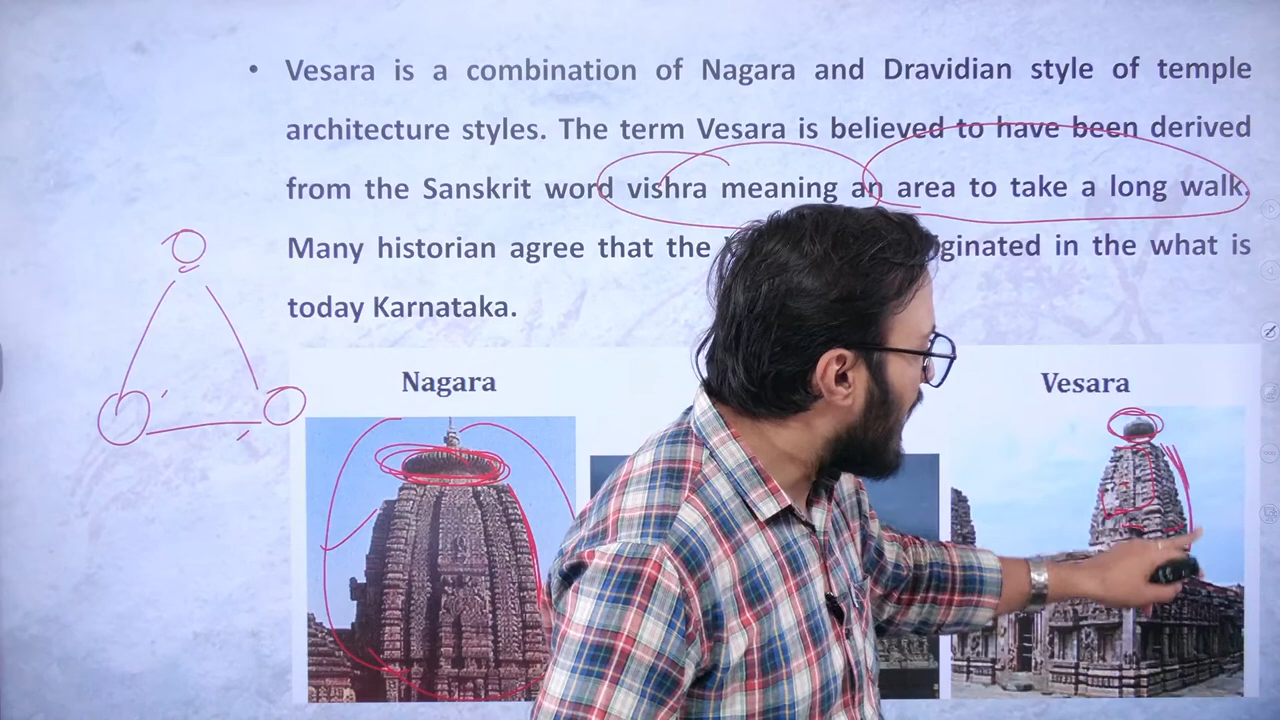 • Vesara is a combination of Nagara and Dravidian style of temple
architecture styles. The term Vesara is believed to have been derived
from the Sanskrit word vishra meaning an area to take a long walk.
Many historian agree that the in the what is
today Karnataka.
Nagara
Vesara